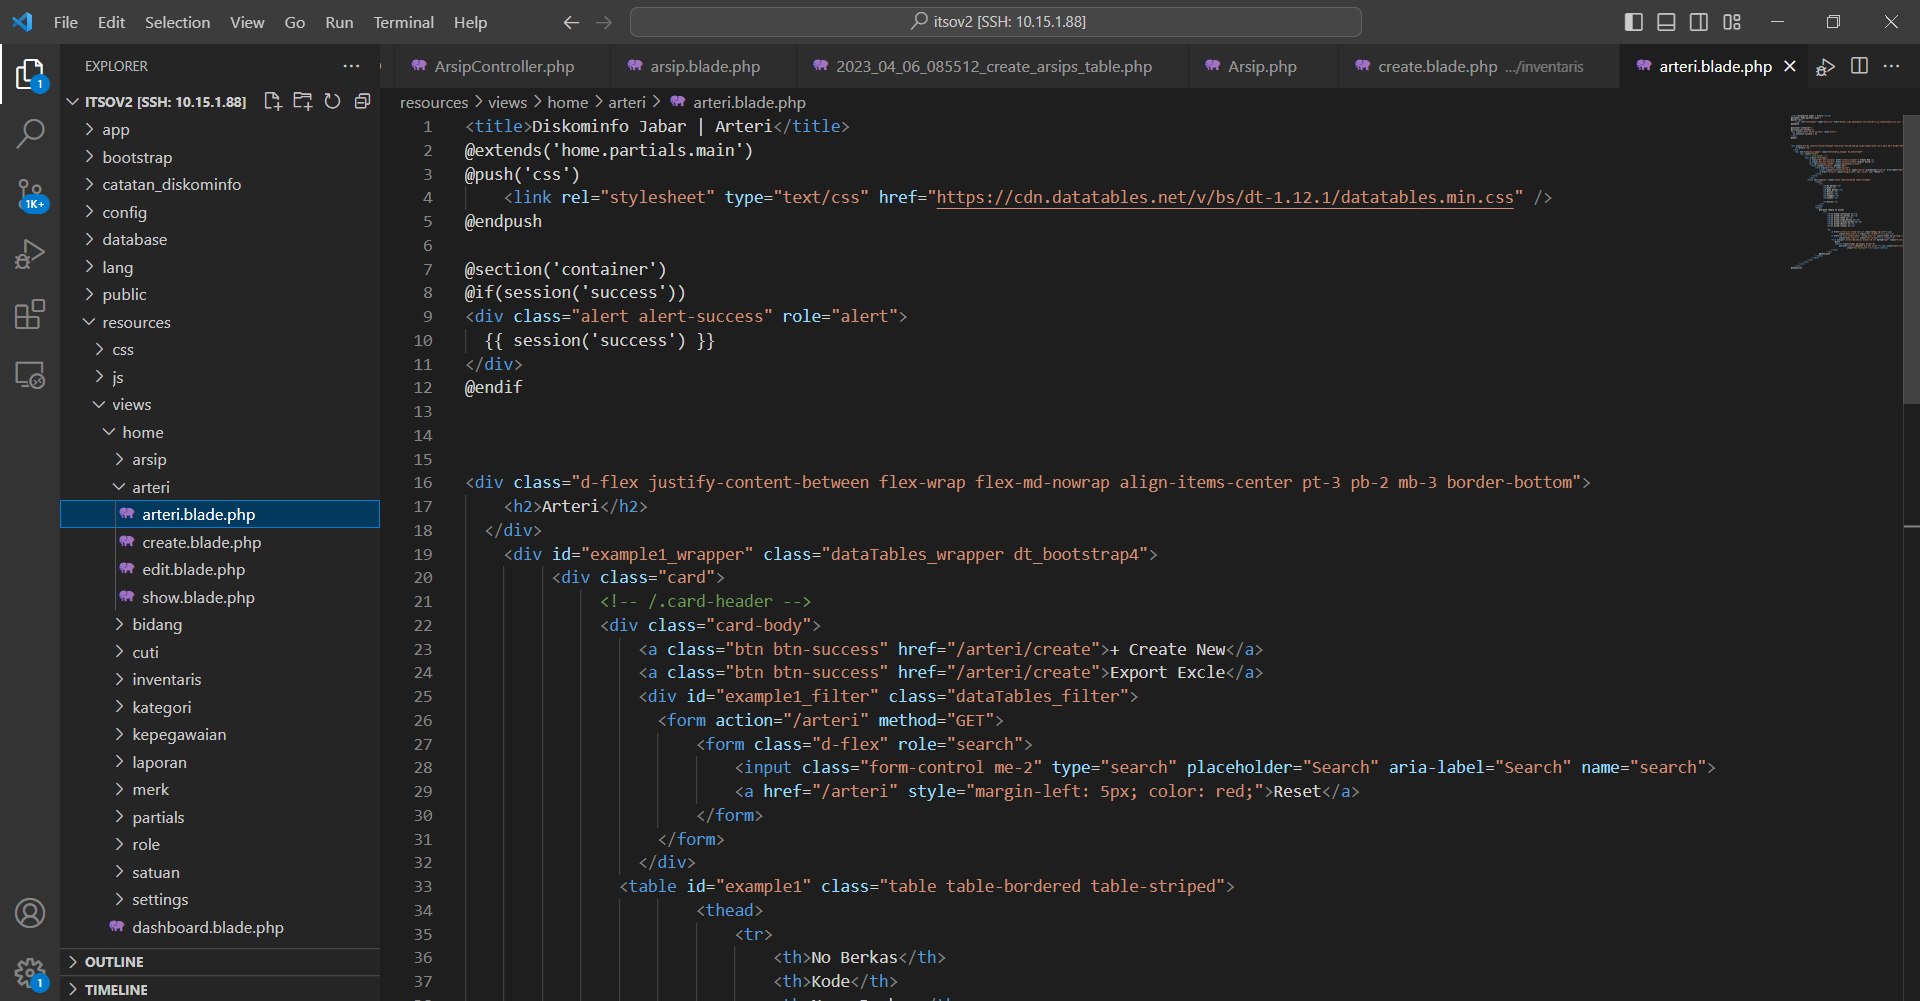 File Edit Selection View Go Run Terminal Help
itsov2 [SSH: 10.15.1.88]
EXPLORER
ArsipController.php arsip.blade.php 2023_04_06_085512_create_arsips_table.php Arsip.php create.blade.php .../inventaris arteri.blade.php
1
ITSOV2 [SSH: 10.15.1.88]
resources > views > home > arteri > arteri.blade.php
app
bootstrap
catatan_diskominfo
1K+
config
database
lang
public
resources
css
js
views
home
arsip
arteri
arteri.blade.php
create.blade.php
edit.blade.php
show.blade.php
bidang
cuti
inventaris
kategori
kepegawaian
laporan
merk
partials
role
satuan
settings
dashboard.blade.php
OUTLINE
1
TIMELINE
1 <title>Diskominfo Jabar | Arteri</title>
2 @extends('home.partials.main')
3 @push('css')
4 <link rel="stylesheet" type="text/css" href="https://cdn.datatables.net/v/bs/dt-1.12.1/datatables.min.css" />
5 @endpush
6
7 @section('container')
8 @if(session('success'))
9 <div class="alert alert-success" role="alert">
10 {{ session('success') }}
11 </div>
12 @endif
13
14
15
16 <div class="d-flex justify-content-between flex-wrap flex-md-nowrap align-items-center pt-3 pb-2 mb-3 border-bottom">
17 <h2>Arteri</h2>
18 </div>
19 <div id="example1_wrapper" class="dataTables_wrapper dt_bootstrap4">
20 <div class="card">
21 <!-- /.card-header -->
22 <div class="card-body">
23 <a class="btn btn-success" href="/arteri/create">+ Create New</a>
24 <a class="btn btn-success" href="/arteri/create">Export Excle</a>
25 <div id="example1_filter" class="dataTables_filter">
26 <form action="/arteri" method="GET">
27 <form class="d-flex" role="search">
28 <input class="form-control me-2" type="search" placeholder="Search" aria-label="Search" name="search">
29 <a href="/arteri" style="margin-left: 5px; color: red;">Reset</a>
30 </form>
31 </form>
32 </div>
33 <table id="example1" class="table table-bordered table-striped">
34 <thead>
35 <tr>
36 <th>No Berkas</th>
37 <th>Kode</th>